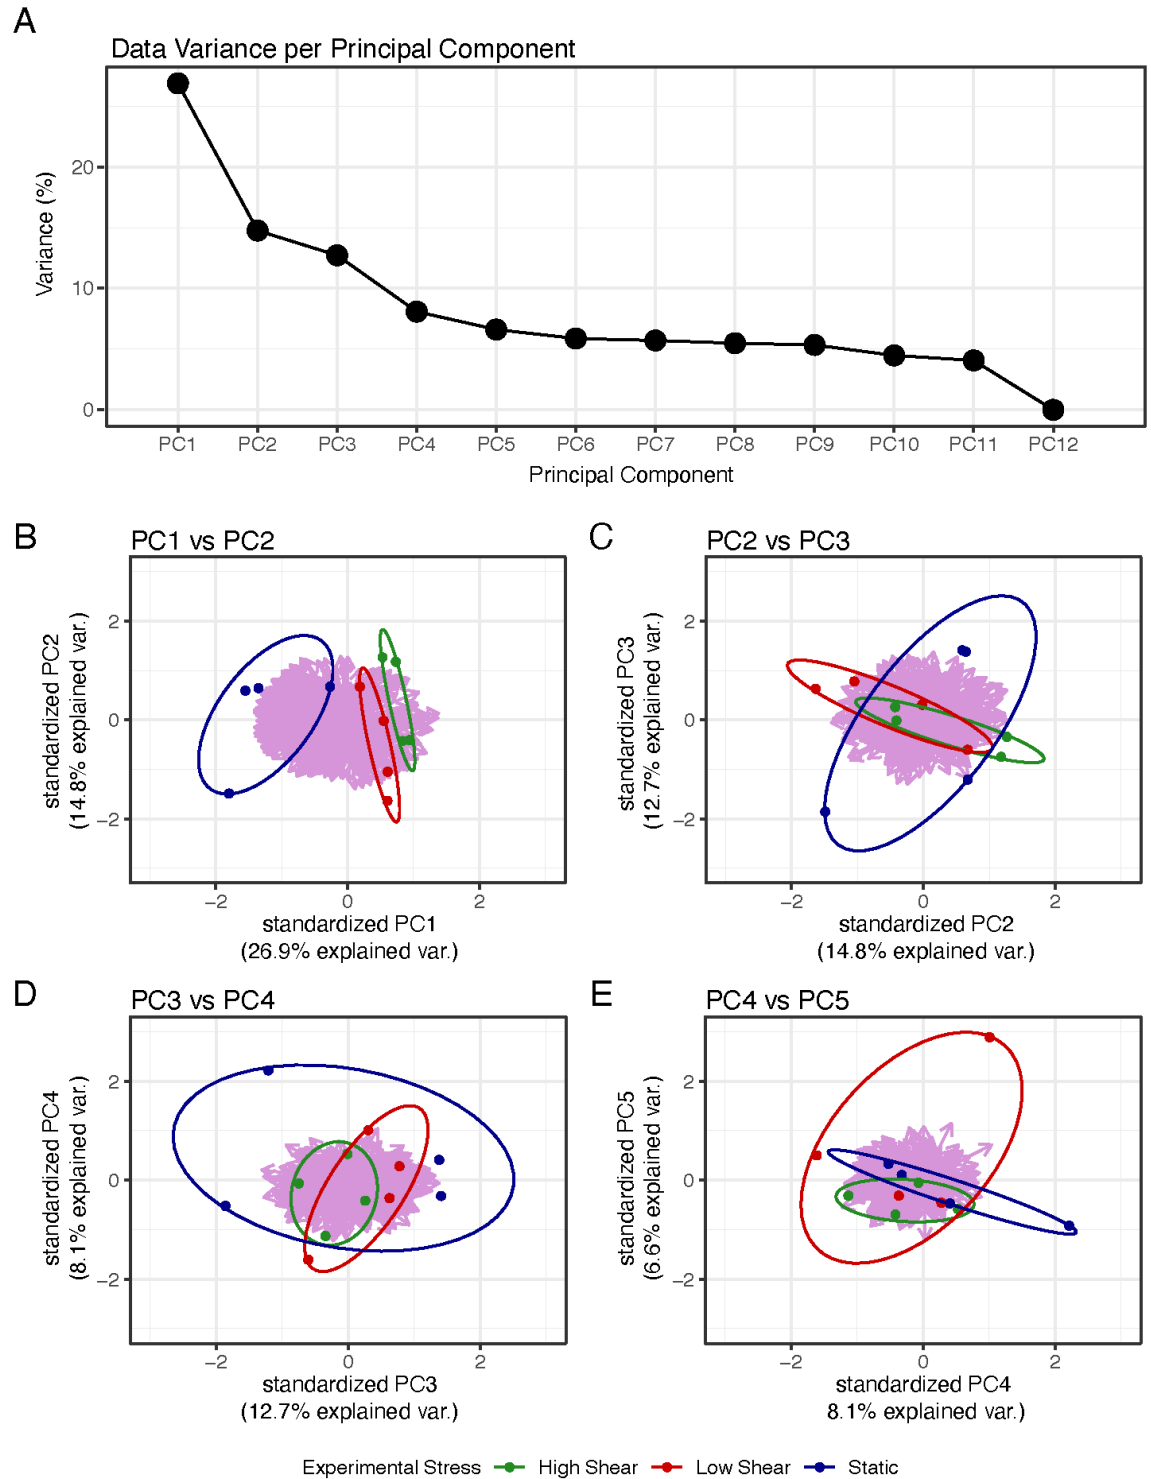 A
Data Variance per Principal Component
Variance (%)
20
10
0
PC1 PC2 PC3 PC4 PC5 PC6 PC7 PC8 PC9 PC10 PC11 PC12
Principal Component
B
PC1 vs PC2
standardized PC2
(14.8% explained var.)
2
0
−2
−2 0 2
standardized PC1
(26.9% explained var.)
C
PC2 vs PC3
standardized PC3
(12.7% explained var.)
2
0
−2
−2 0 2
standardized PC2
(14.8% explained var.)
D
PC3 vs PC4
standardized PC4
(8.1% explained var.)
2
0
−2
−2 0 2
standardized PC3
(12.7% explained var.)
E
PC4 vs PC5
standardized PC5
(6.6% explained var.)
2
0
−2
−2 0 2
standardized PC4
8.1% explained var.)
Experimental Stress High Shear Low Shear Static